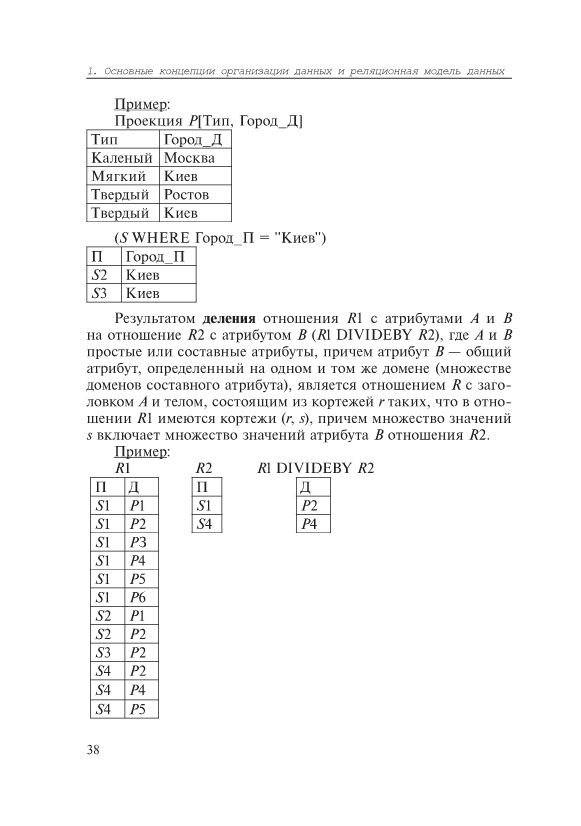 1. Основные концепции организации данных и реляционная модель данных
Пример:
Проекция P[Тип, Город_Д]
Тип Город_Д
Каленый Москва
Мягкий Киев
Твердый Ростов
Твердый Киев
(S WHERE Город_П = "Киев")
П Город_П
S2 Киев
S3 Киев
Результатом деления отношения R1 с атрибутами A и B
на отношение R2 с атрибутом B (R1 DIVIDEBY R2), где A и B
простые или составные атрибуты, причем атрибут B — общий
атрибут, определенный на одном и том же домене (множестве
доменов составного атрибута), является отношением R с заго-
ловком A и телом, состоящим из кортежей r таких, что в отно-
шении R1 имеются кортежи (r, s), причем множество значений
s включает множество значений атрибута B отношения R2.
Пример:
R1 R2 R1 DIVIDEBY R2
П Д П Д
S1 P1 S1 P2
S1 P2 S4 P4
S1 P3
S1 P4
S1 P5
S1 P6
S2 P1
S2 P2
S3 P2
S4 P2
S4 P4
S4 P5
38